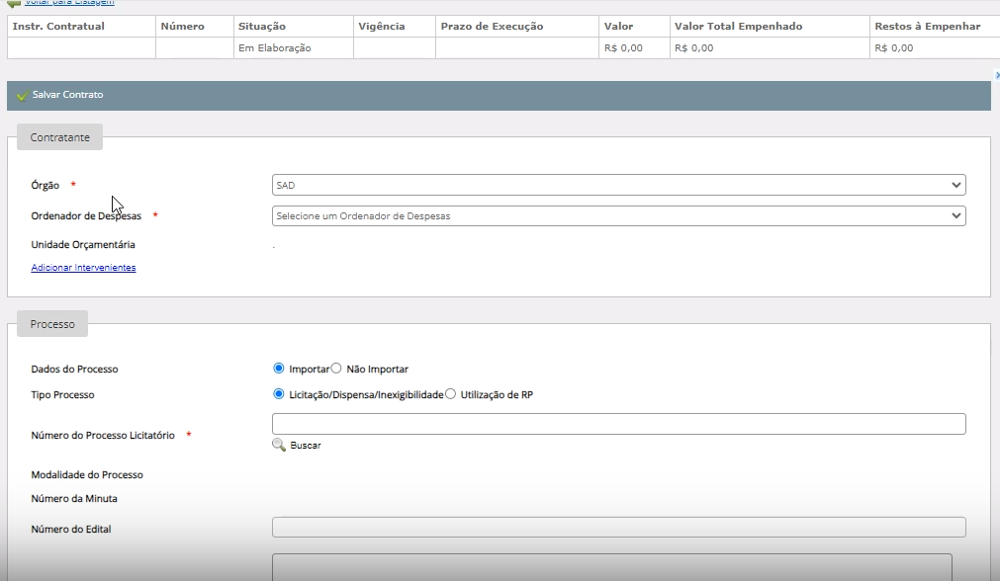 Voltar para Listagem
Instr. Contratual Número Situação Vigência Prazo de Execução Valor Valor Total Empenhado Restos à Empenhar
Em Elaboração R$ 0,00 R$ 0,00 R$ 0,00
Salvar Contrato
Contratante
Órgão * SAD
Ordenador de Despesas * Selecione um Ordenador de Despesas
Unidade Orçamentária .
Adicionar Intervenientes
Processo
Dados do Processo Importar Não Importar
Tipo Processo Licitação/Dispensa/Inexigibilidade Utilização de RP
Número do Processo Licitatório *
Buscar
Modalidade do Processo
Número da Minuta
Número do Edital